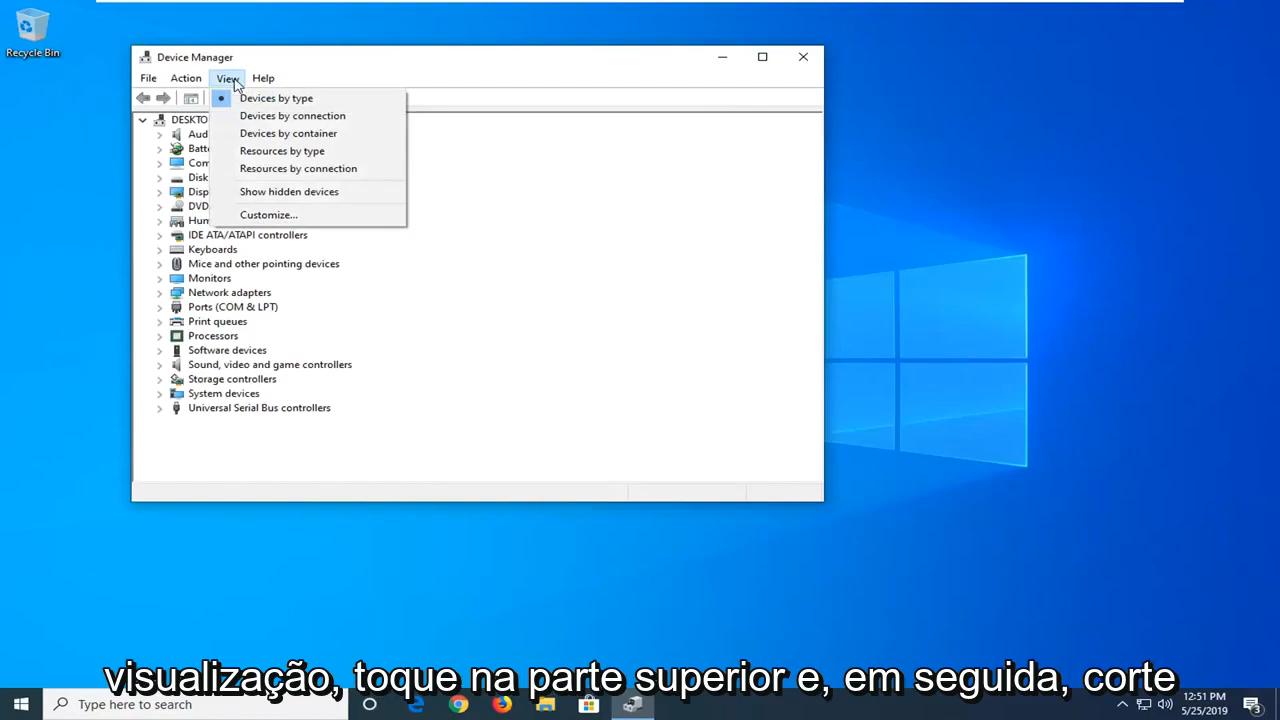 Recycle Bin
Device Manager
File Action View Help
Devices by type
Devices by connection
Devices by container
Resources by type
Resources by connection
Show hidden devices
Customize...
DESKTO
Aud
Batt
Com
Disk
Disp
DVD
Hum
IDE ATA/ATAPI controllers
Keyboards
Mice and other pointing devices
Monitors
Network adapters
Ports (COM & LPT)
Print queues
Processors
Software devices
Sound, video and game controllers
Storage controllers
System devices
Universal Serial Bus controllers
visualização, toque na parte superior e, em seguida, corte
Type here to search
12:51 PM
5/25/2019
3